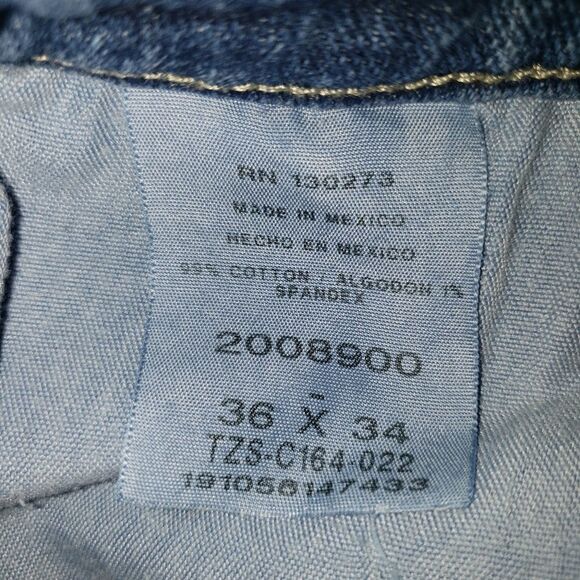 RN 130273
MADE IN MEXICO
HECHO EN MEXICO
99% COTTON / ALGODON 1%
SPANDEX
2008900
36 X 34
TZS-C164-022
191056147433